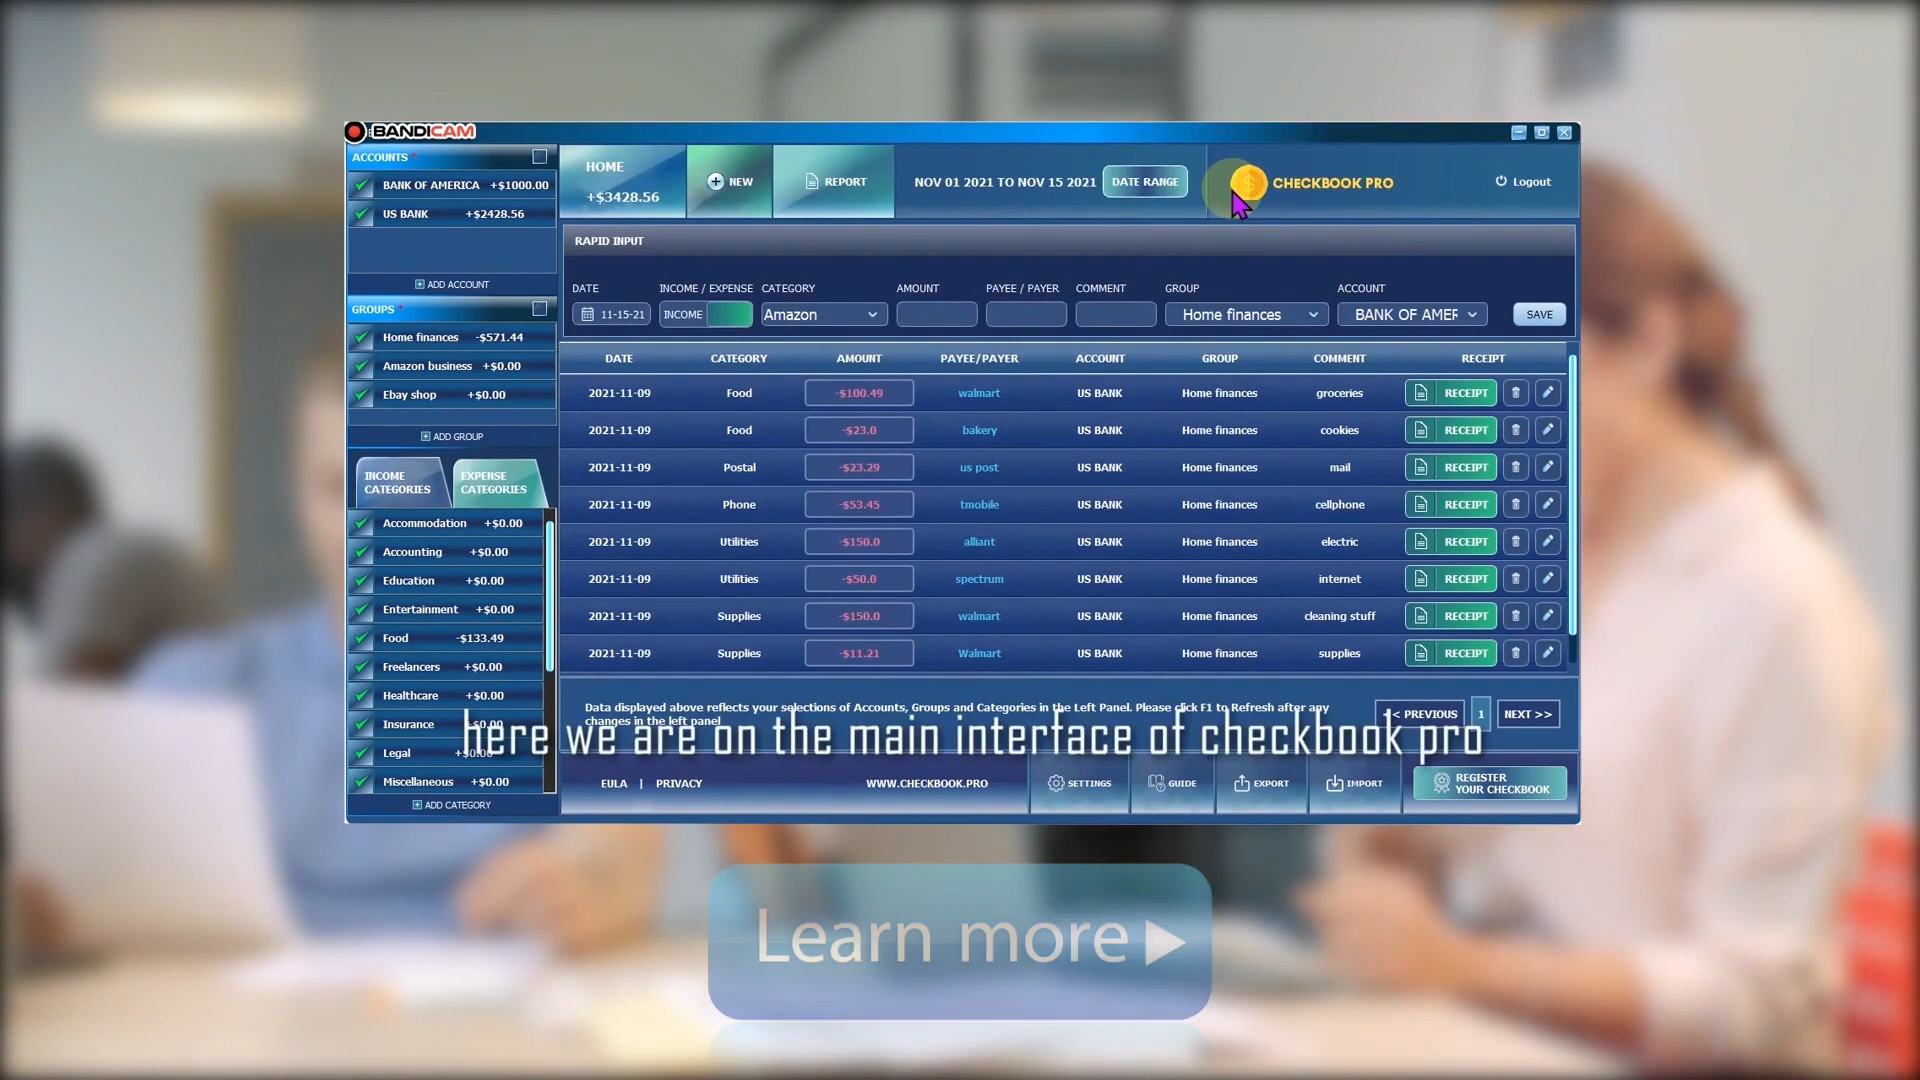 BANDICAM
ACCOUNTS *
BANK OF AMERICA +$1000.00
US BANK +$2428.56
ADD ACCOUNT
GROUPS *
Home finances -$571.44
Amazon business +$0.00
Ebay shop +$0.00
ADD GROUP
INCOME CATEGORIES
EXPENSE CATEGORIES
Accommodation +$0.00
Accounting +$0.00
Education +$0.00
Entertainment +$0.00
Food -$133.49
Freelancers +$0.00
Healthcare +$0.00
Insurance +$0.00
Legal +$0.00
Miscellaneous +$0.00
ADD CATEGORY
HOME
+$3428.56
NEW
REPORT
NOV 01 2021 TO NOV 15 2021 DATE RANGE
CHECKBOOK PRO
Logout
RAPID INPUT
DATE INCOME / EXPENSE CATEGORY AMOUNT PAYEE / PAYER COMMENT GROUP ACCOUNT
11-15-21 INCOME Amazon Home finances BANK OF AMER SAVE
DATE CATEGORY AMOUNT PAYEE/PAYER ACCOUNT GROUP COMMENT RECEIPT
2021-11-09 Food -$100.49 walmart US BANK Home finances groceries RECEIPT
2021-11-09 Food -$23.0 bakery US BANK Home finances cookies RECEIPT
2021-11-09 Postal -$23.29 us post US BANK Home finances mail RECEIPT
2021-11-09 Phone -$53.45 tmobile US BANK Home finances cellphone RECEIPT
2021-11-09 Utilities -$150.0 alliant US BANK Home finances electric RECEIPT
2021-11-09 Utilities -$50.0 spectrum US BANK Home finances internet RECEIPT
2021-11-09 Supplies -$150.0 walmart US BANK Home finances cleaning stuff RECEIPT
2021-11-09 Supplies -$11.21 Walmart US BANK Home finances supplies RECEIPT
Data displayed above reflects your selections of Accounts, Groups and Categories in the Left Panel. Please click F1 to Refresh after any
changes in the left panel
<< PREVIOUS 1 NEXT >>
here we are on the main interface of checkbook pro
EULA | PRIVACY WWW.CHECKBOOK.PRO SETTINGS GUIDE EXPORT IMPORT
REGISTER
YOUR CHECKBOOK
Learn more